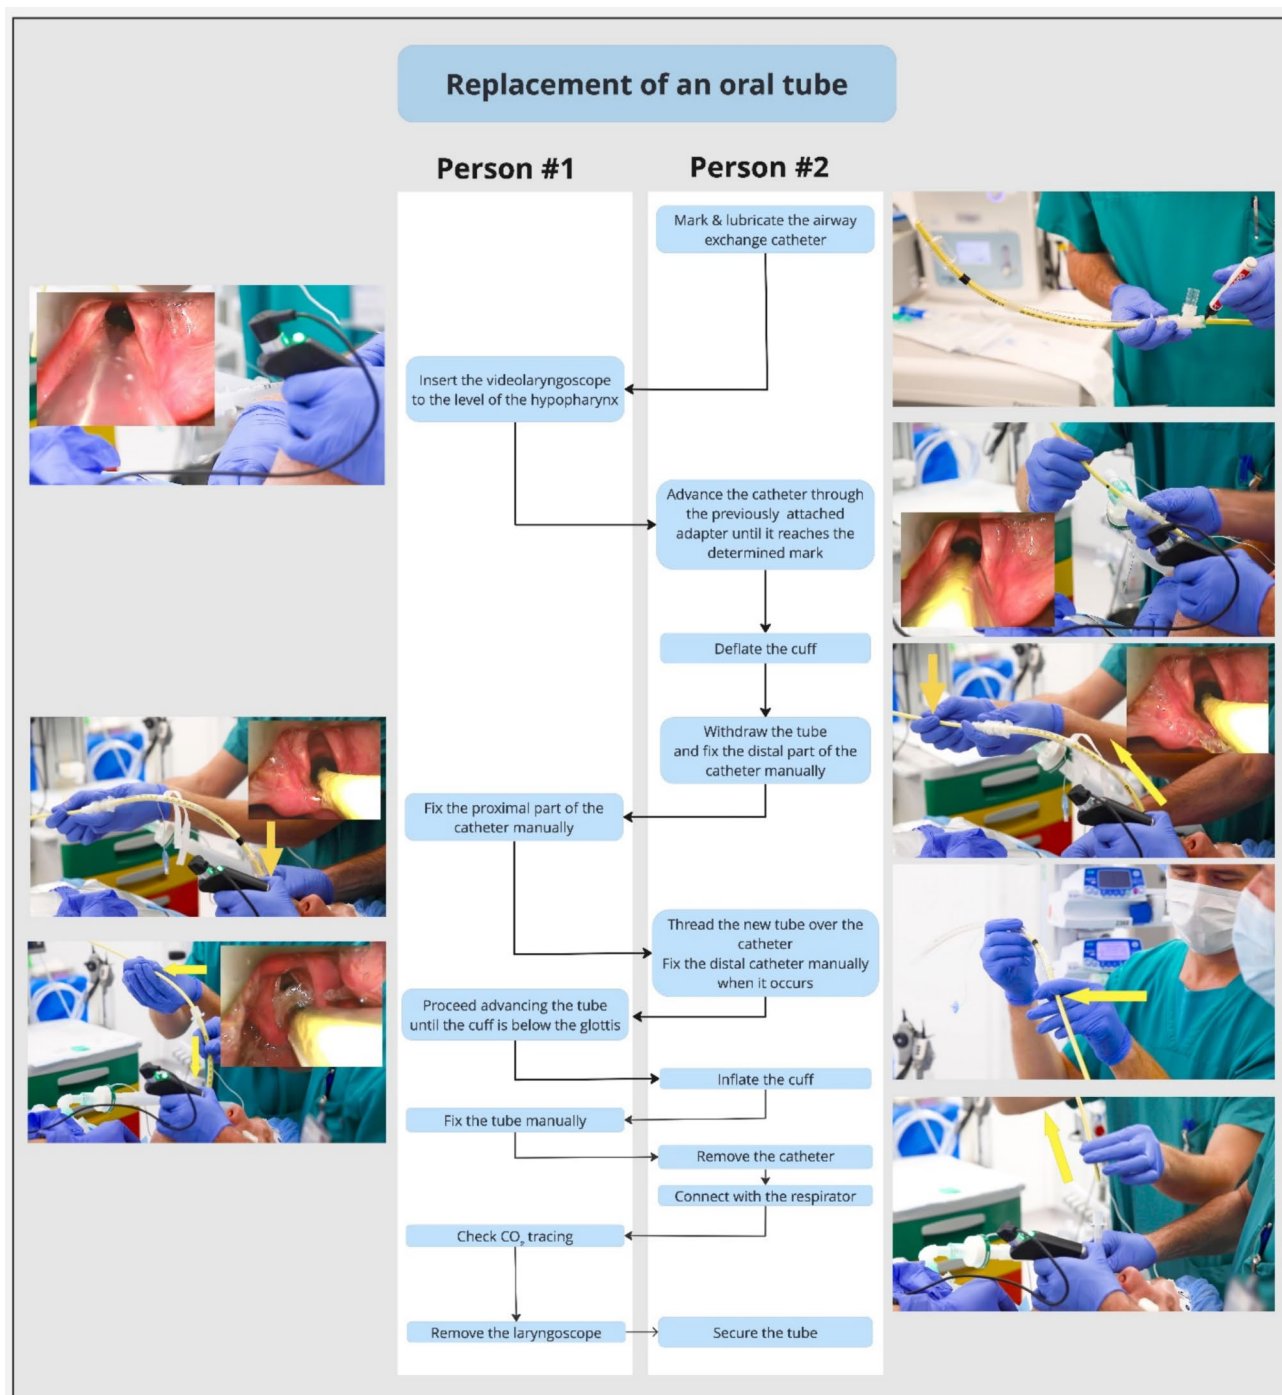 Replacement of an oral tube
Person #1
Person #2
Mark & lubricate the airway
exchange catheter
Insert the videolaryngoscope
to the level of the hypopharynx
Advance the catheter through
the previously attached
adapter until it reaches the
determined mark
Deflate the cuff
Withdraw the tube
and fix the distal part of the
catheter manually
Fix the proximal part of the
catheter manually
Thread the new tube over the
catheter
Fix the distal catheter manually
when it occurs
Proceed advancing the tube
until the cuff is below the glottis
Inflate the cuff
Fix the tube manually
Remove the catheter
Connect with the respirator
Check CO₂ tracing
Remove the laryngoscope
Secure the tube